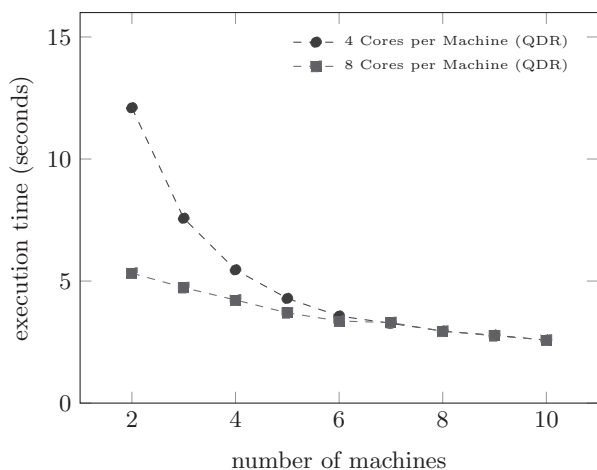 15
10
5
0
execution time (seconds)
4 Cores per Machine (QDR)
8 Cores per Machine (QDR)
2 4 6 8 10
number of machines